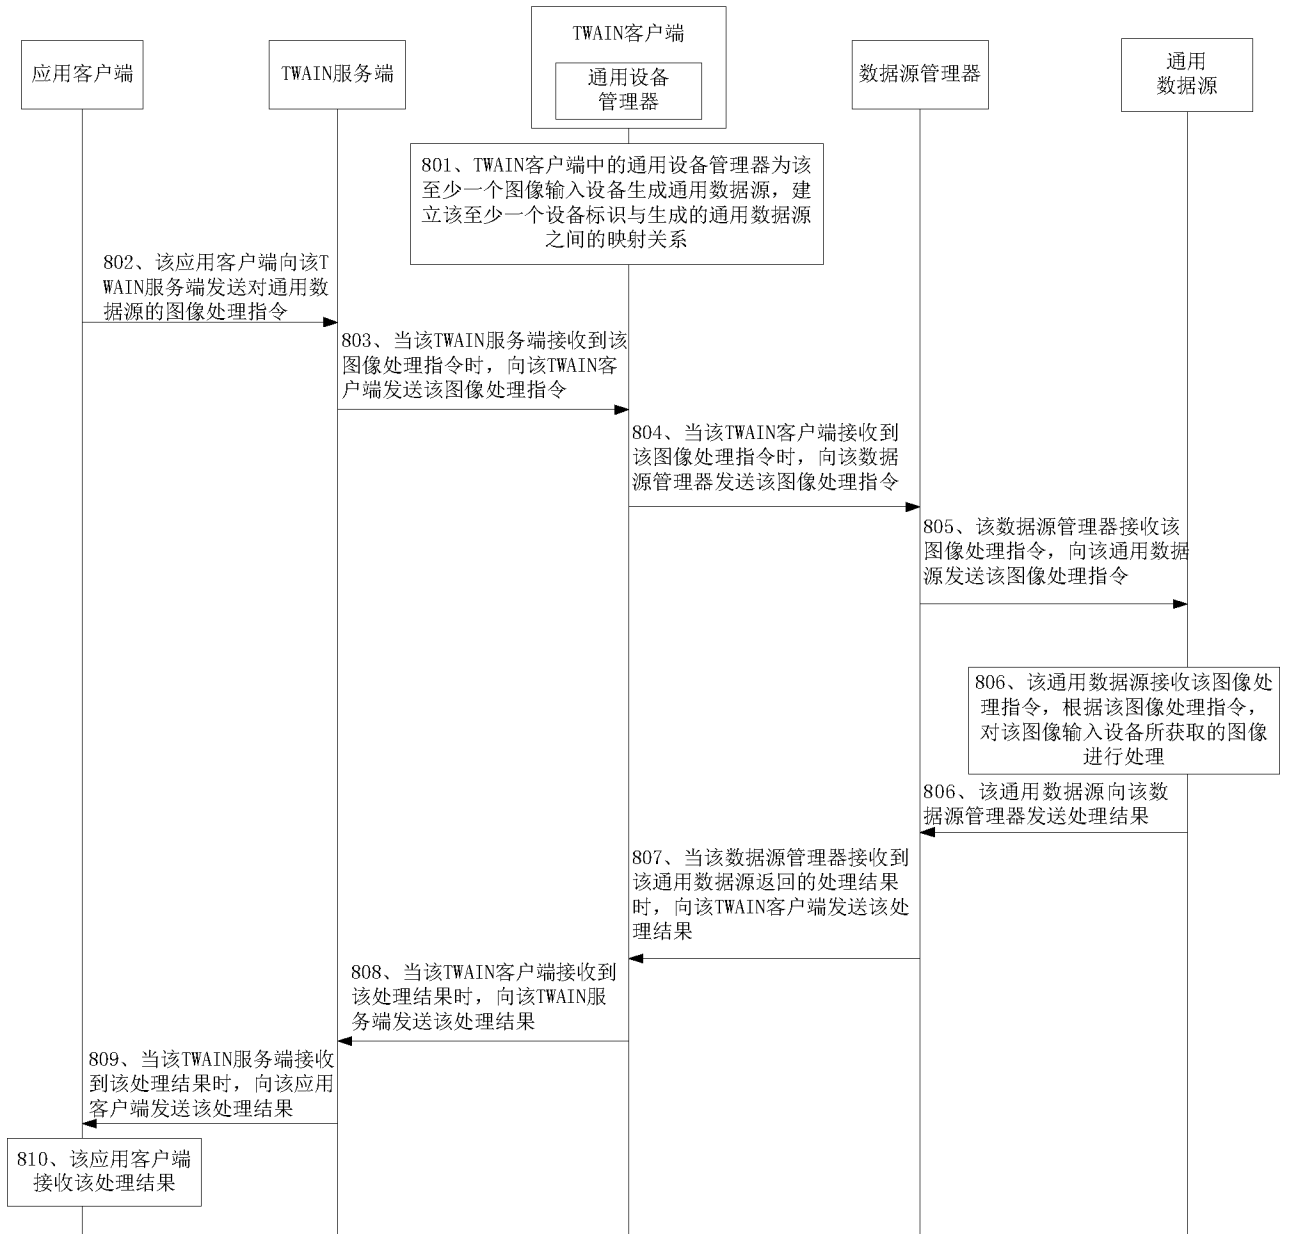 应用客户端
TWAIN服务端
TWAIN客户端
通用设备
管理器
数据源管理器
通用
数据源
801、TWAIN客户端中的通用设备管理器为该
至少一个图像输入设备生成通用数据源，建
立该至少一个设备标识与生成的通用数据源
之间的映射关系
802、该应用客户端向该T
WAIN服务端发送对通用数
据源的图像处理指令
803、当该TWAIN服务端接收到该
图像处理指令时，向该TWAIN客
户端发送该图像处理指令
804、当该TWAIN客户端接收到
该图像处理指令时，向该数据
源管理器发送该图像处理指令
805、该数据源管理器接收该
图像处理指令，向该通用数据
源发送该图像处理指令
806、该通用数据源接收该图像处
理指令，根据该图像处理指令，
对该图像输入设备所获取的图像
进行处理
806、该通用数据源向该数
据源管理器发送处理结果
807、当该数据源管理器接收到
该通用数据源返回的处理结果
时，向该TWAIN客户端发送该处
理结果
808、当该TWAIN客户端接收到
该处理结果时，向该TWAIN服
务端发送该处理结果
809、当该TWAIN服务端接收
到该处理结果时，向该应用
客户端发送该处理结果
810、该应用客户端
接收该处理结果